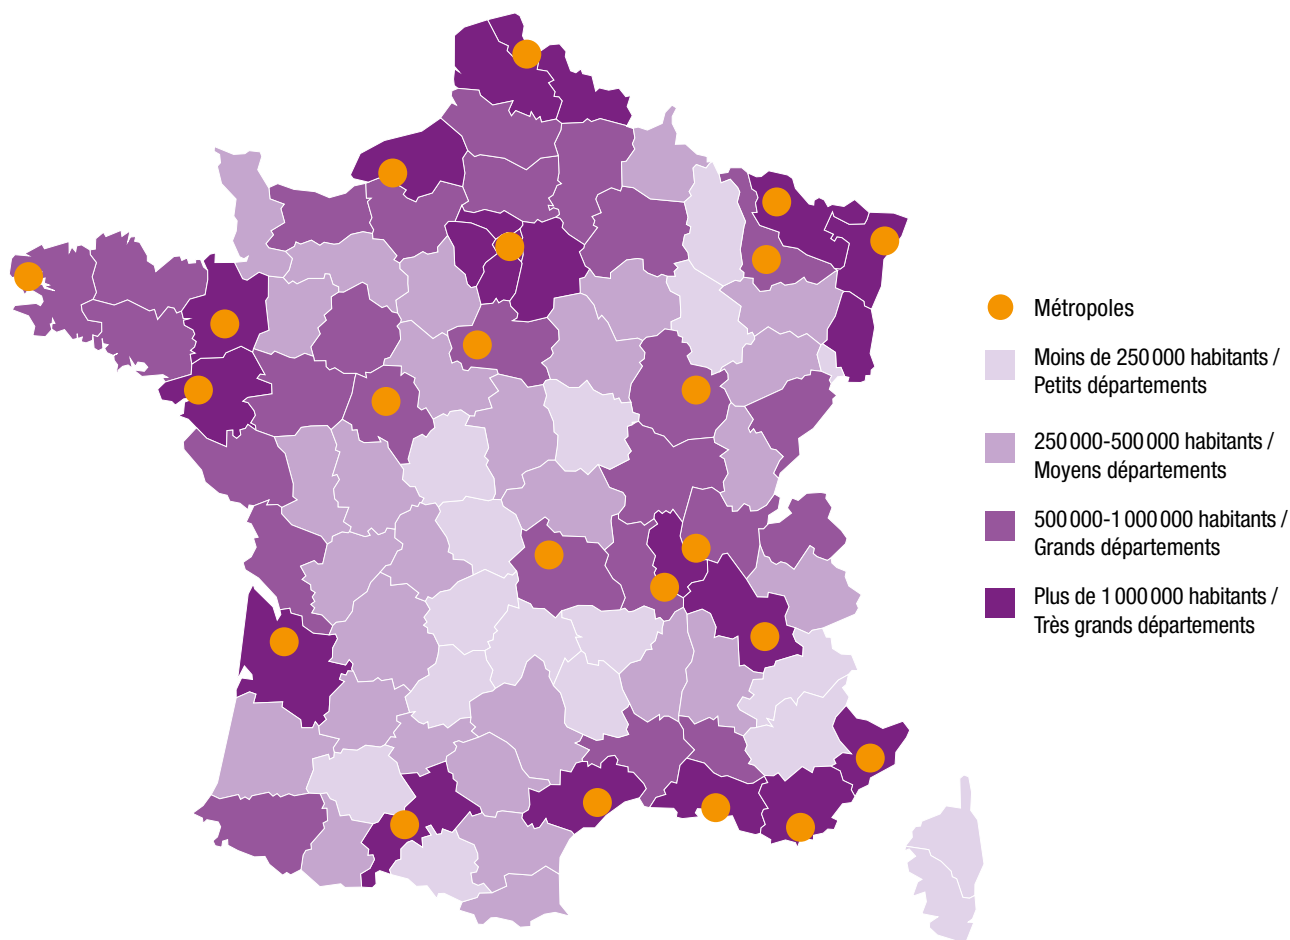 Métropoles
Moins de 250 000 habitants /
Petits départements
250 000-500 000 habitants /
Moyens départements
500 000-1 000 000 habitants /
Grands départements
Plus de 1 000 000 habitants /
Très grands départements